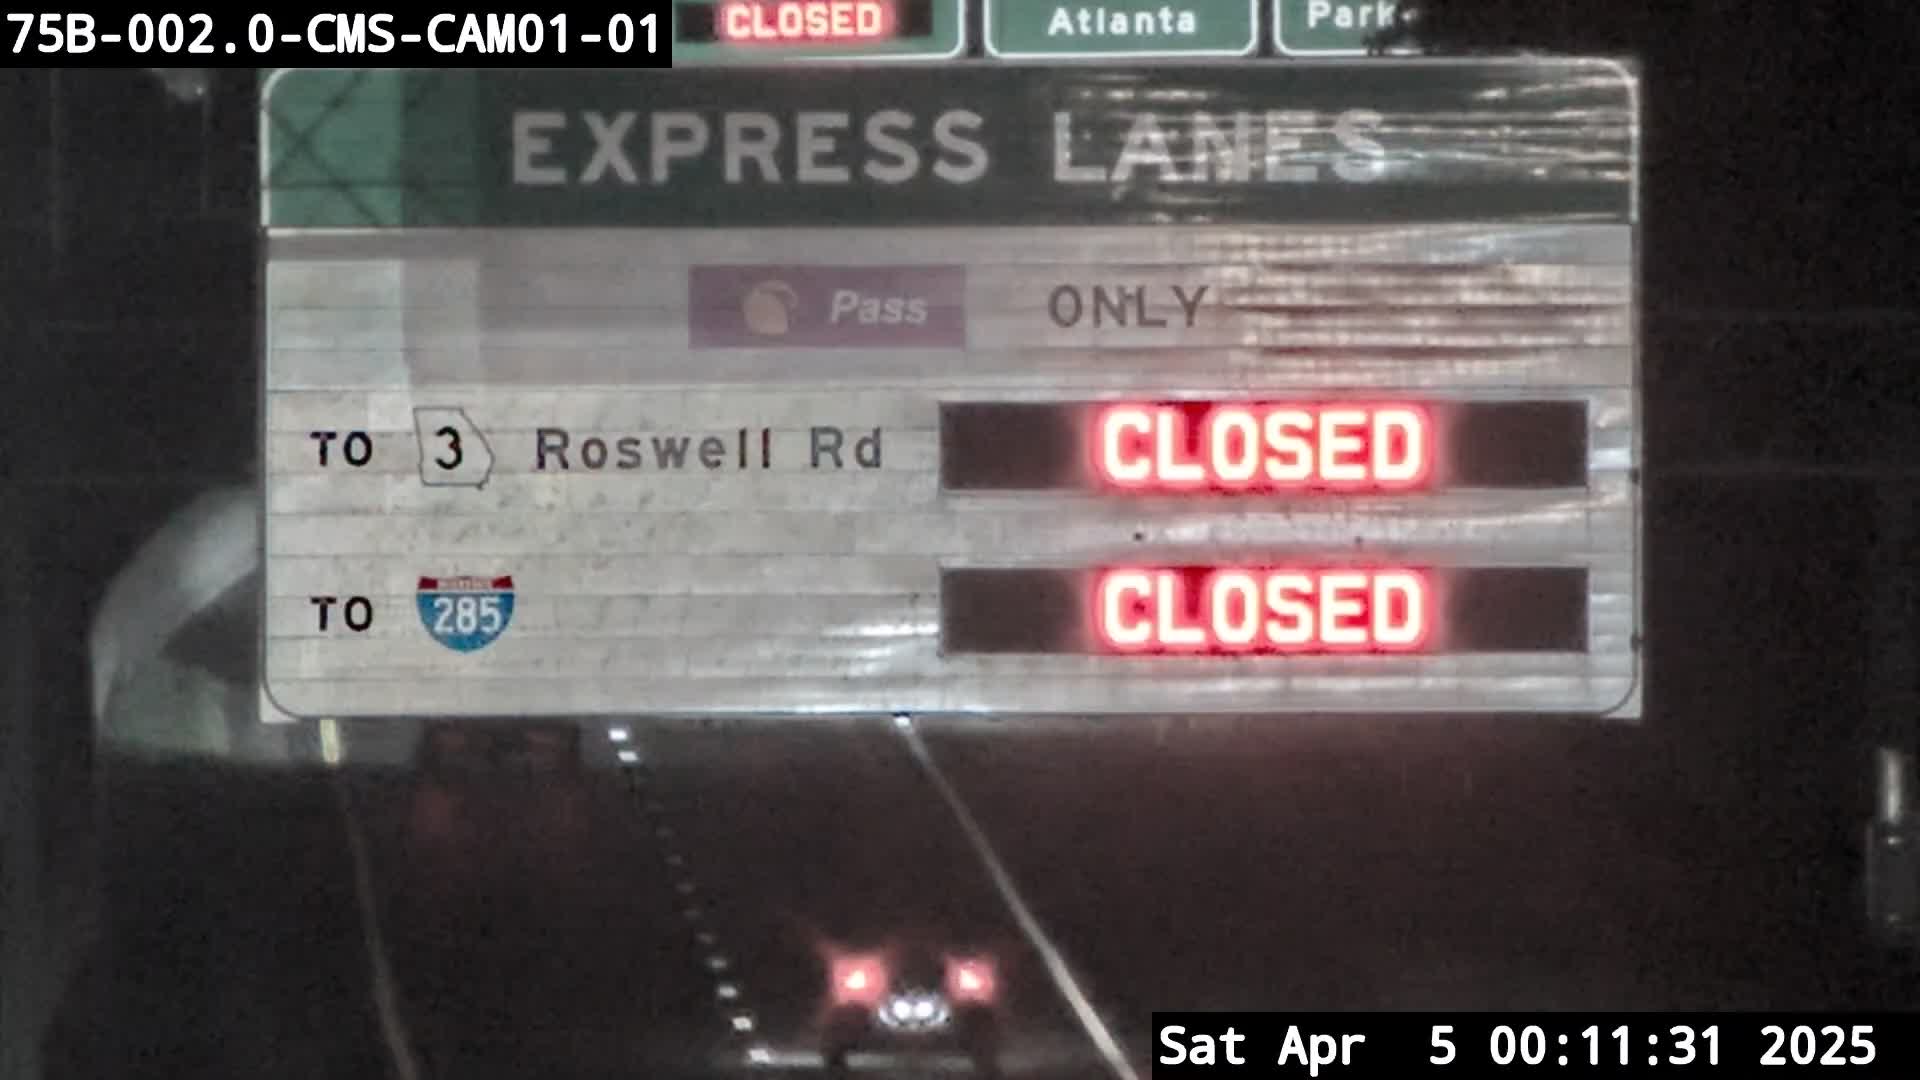 75B-002.0-CMS-CAM01-01
CLOSED
Atlanta
Park
EXPRESS LANES
Pass ONLY
TO 3 Roswell Rd CLOSED
TO 285 CLOSED
Sat Apr 5 00:11:31 2025